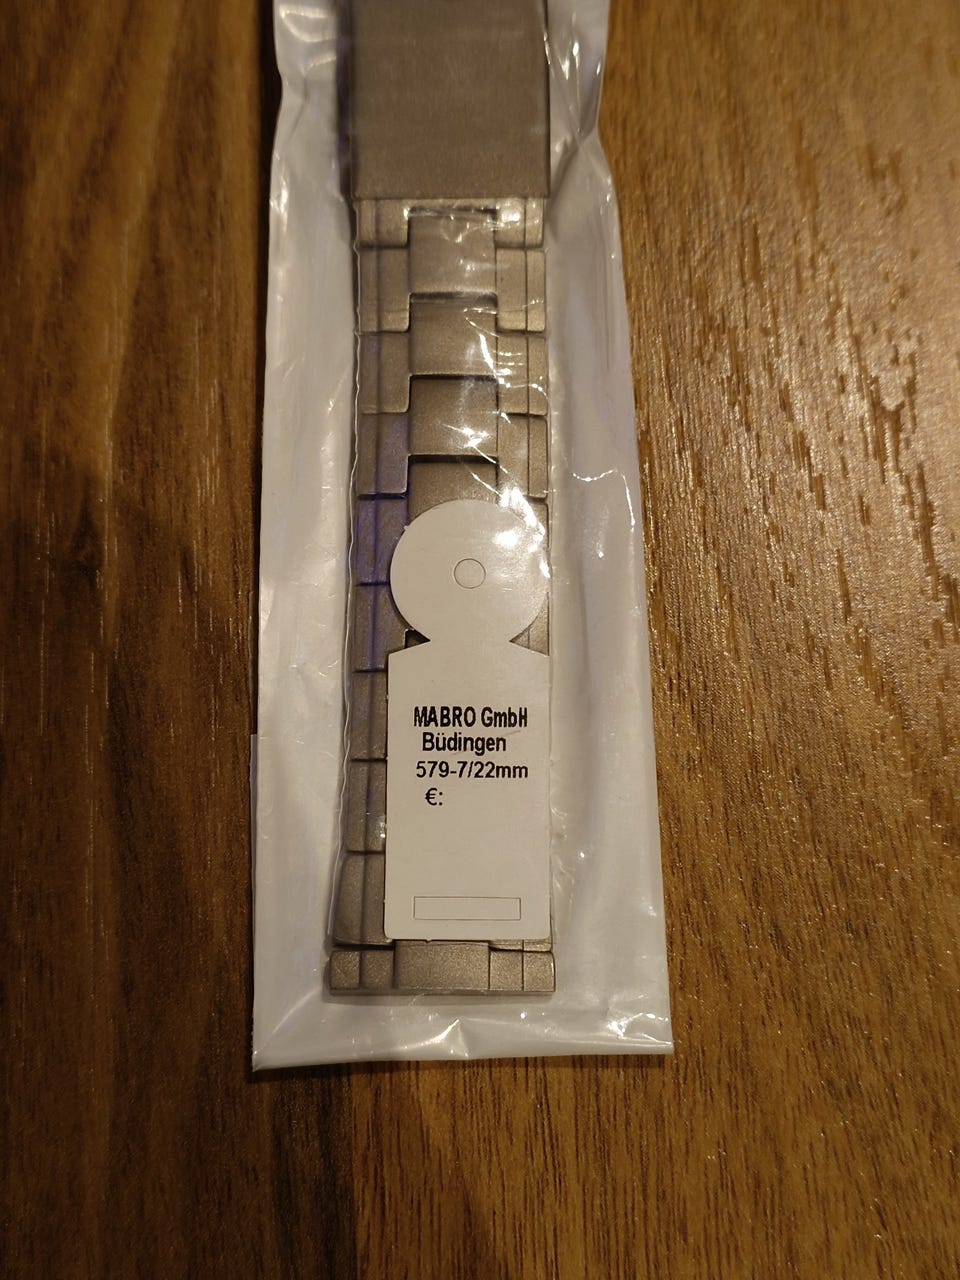 MABRO GmbH
Büdingen
579-7/22mm
€: